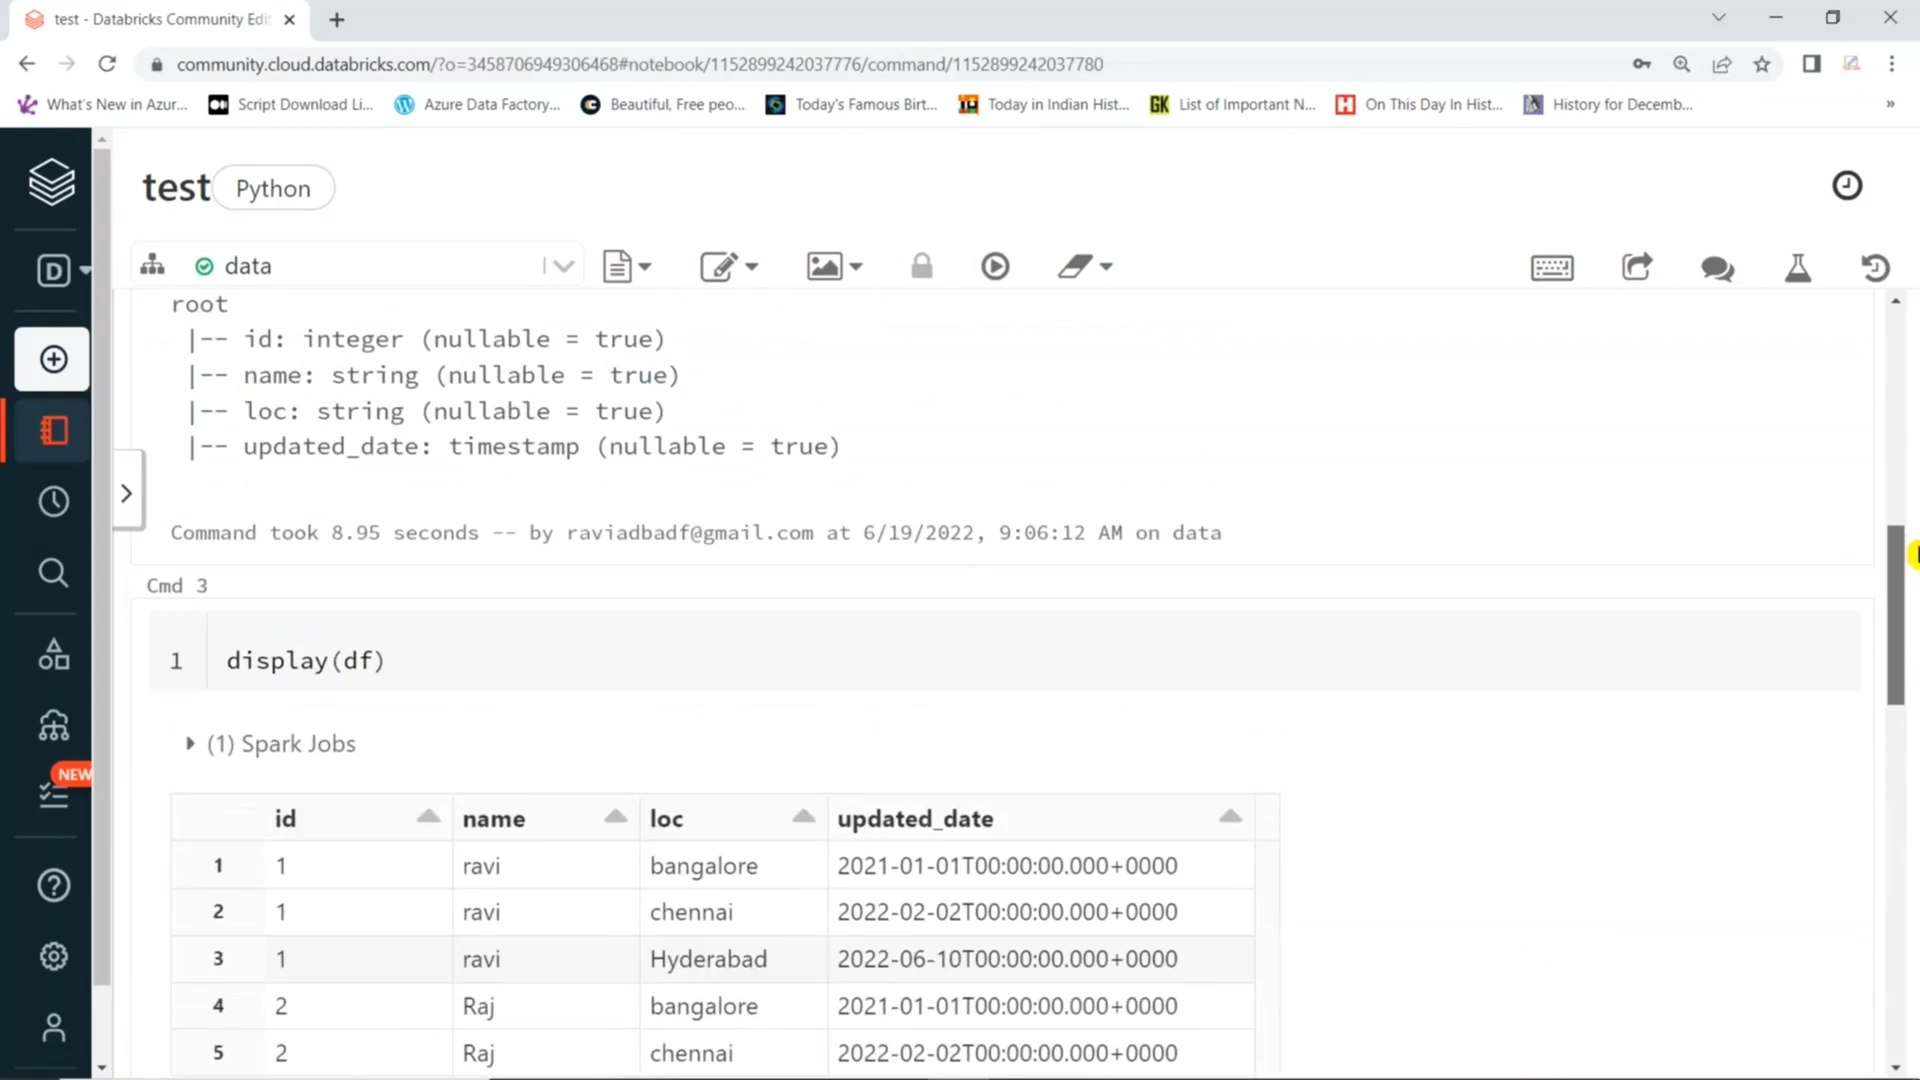 test - Databricks Community Edi
community.cloud.databricks.com/?o=3458706949306468#notebook/1152899242037776/command/1152899242037780
What's New in Azur...
Script Download Li...
Azure Data Factory...
Beautiful, Free peo...
Today's Famous Birt...
Today in Indian Hist...
GK List of Important N...
H On This Day In Hist...
History for Decemb...
»
test Python
D
data
root
|-- id: integer (nullable = true)
|-- name: string (nullable = true)
|-- loc: string (nullable = true)
|-- updated_date: timestamp (nullable = true)
Command took 8.95 seconds -- by raviadbadf@gmail.com at 6/19/2022, 9:06:12 AM on data
Cmd 3
1 display(df)
(1) Spark Jobs
NEW
id name loc updated_date
1 1 ravi bangalore 2021-01-01T00:00:00.000+0000
2 1 ravi chennai 2022-02-02T00:00:00.000+0000
3 1 ravi Hyderabad 2022-06-10T00:00:00.000+0000
4 2 Raj bangalore 2021-01-01T00:00:00.000+0000
5 2 Raj chennai 2022-02-02T00:00:00.000+0000